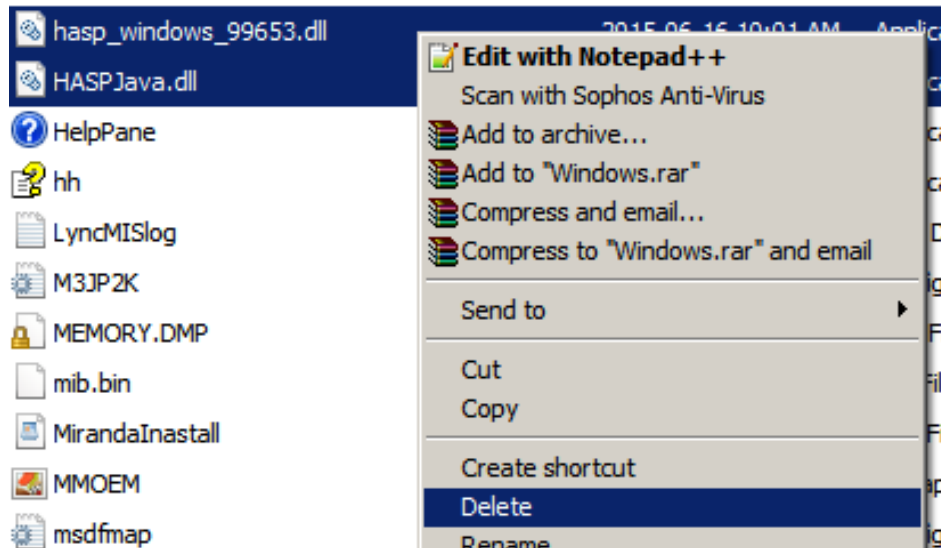 hasp_windows_99653.dll
HASPJava.dll
HelpPane
hh
LyncMISlog
M3JP2K
MEMORY.DMP
mib.bin
MirandaInastall
MMOEM
msdfmap
Edit with Notepad++
Scan with Sophos Anti-Virus
Add to archive...
Add to "Windows.rar"
Compress and email...
Compress to "Windows.rar" and email
Send to
Cut
Copy
Create shortcut
Delete
Rename